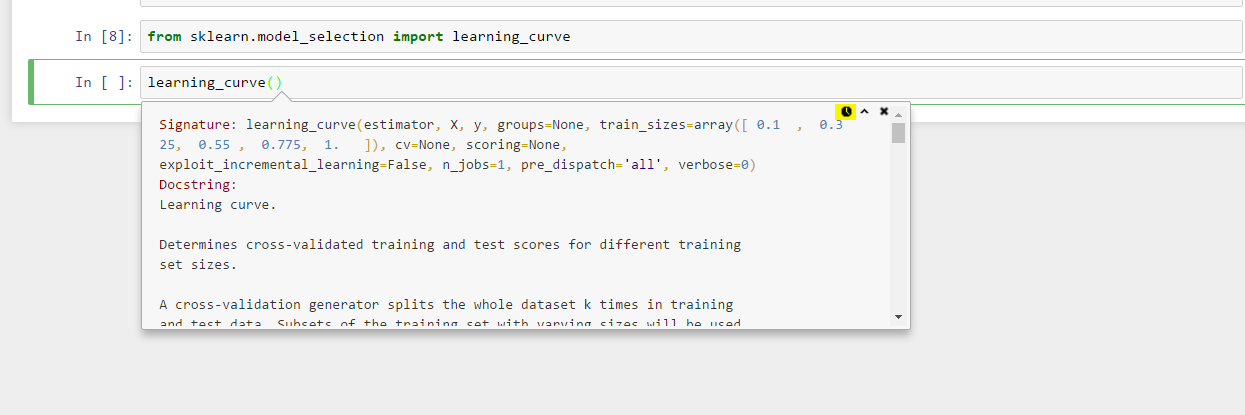 In [8]: from sklearn.model_selection import learning_curve
In [ ]: learning_curve()
Signature: learning_curve(estimator, X, y, groups=None, train_sizes=array([ 0.1  ,  0.3
25,  0.55 ,  0.775,  1.   ]), cv=None, scoring=None,
exploit_incremental_learning=False, n_jobs=1, pre_dispatch='all', verbose=0)
Docstring:
Learning curve.
Determines cross-validated training and test scores for different training
set sizes.
A cross-validation generator splits the whole dataset k times in training
and test data. Subsets of the training set with varying sizes will be used